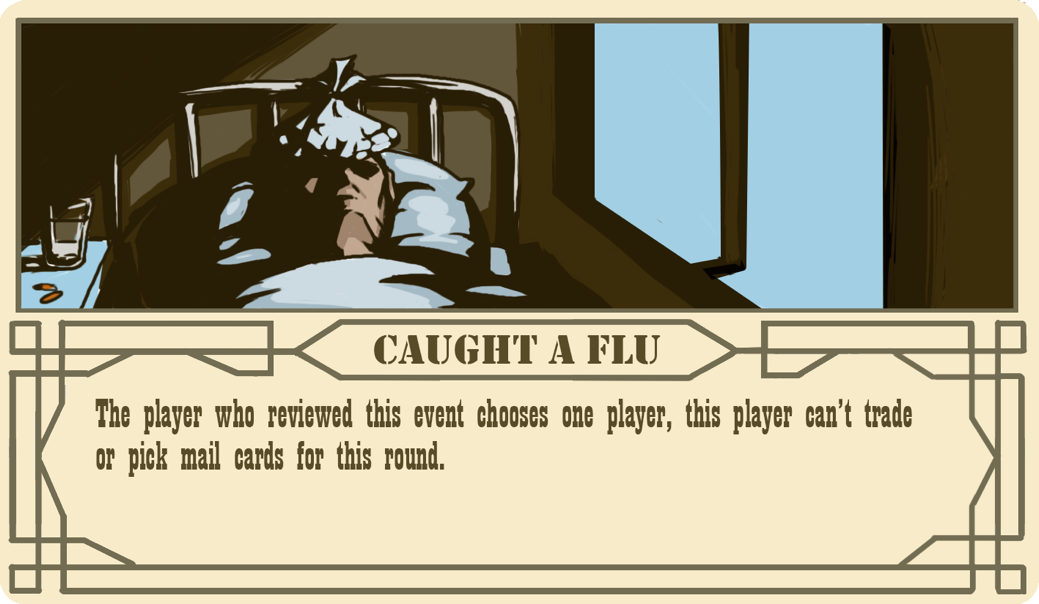 CAUGHT A FLU
The player who reviewed this event chooses one player, this player can't trade
or pick mail cards for this round.